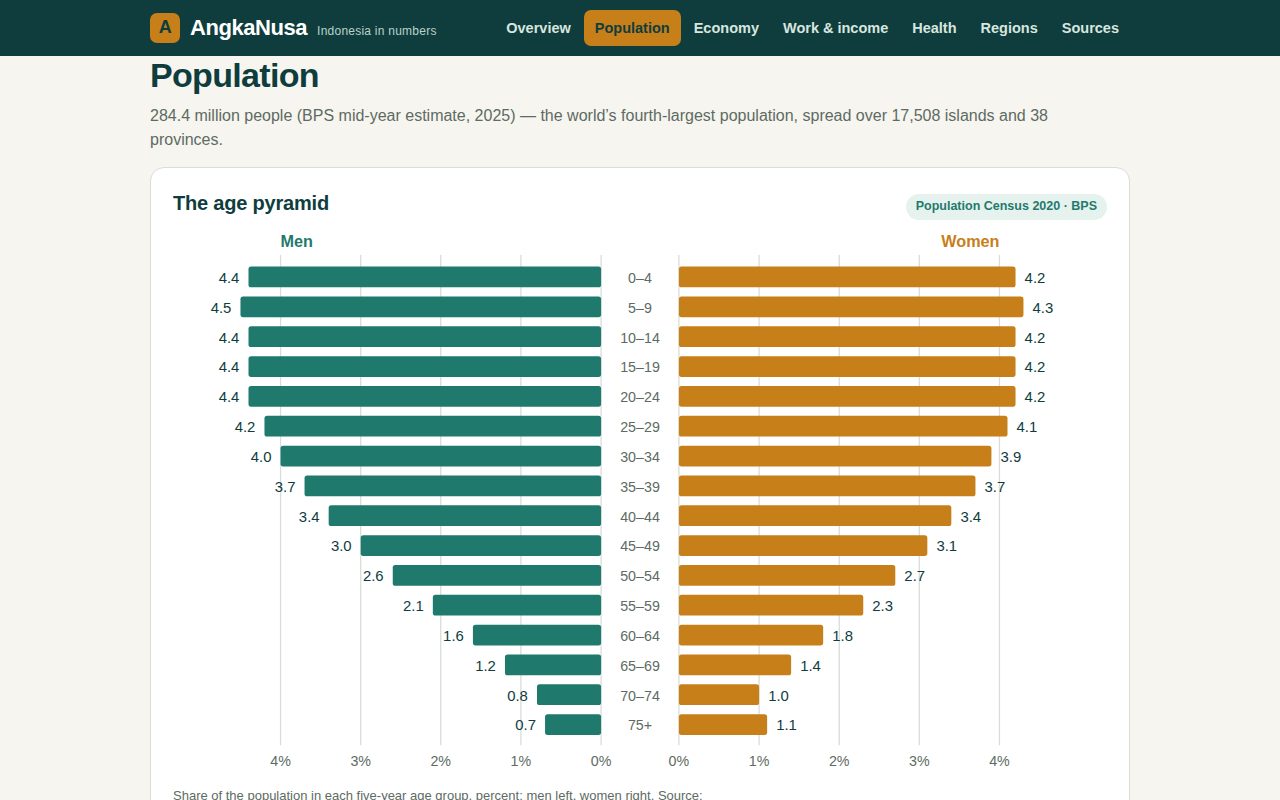 A AngkaNusa Indonesia in numbers Overview Population Economy Work & income Health Regions Sources
Population
284.4 million people (BPS mid-year estimate, 2025) — the world’s fourth-largest population, spread over 17,508 islands and 38
provinces.
The age pyramid Population Census 2020 · BPS
Men Women
4.4 0–4 4.2
4.5 5–9 4.3
4.4 10–14 4.2
4.4 15–19 4.2
4.4 20–24 4.2
4.2 25–29 4.1
4.0 30–34 3.9
3.7 35–39 3.7
3.4 40–44 3.4
3.0 45–49 3.1
2.6 50–54 2.7
2.1 55–59 2.3
1.6 60–64 1.8
1.2 65–69 1.4
0.8 70–74 1.0
0.7 75+ 1.1
4% 3% 2% 1% 0% 0% 1% 2% 3% 4%
Share of the population in each five-year age group, percent; men left, women right. Source: